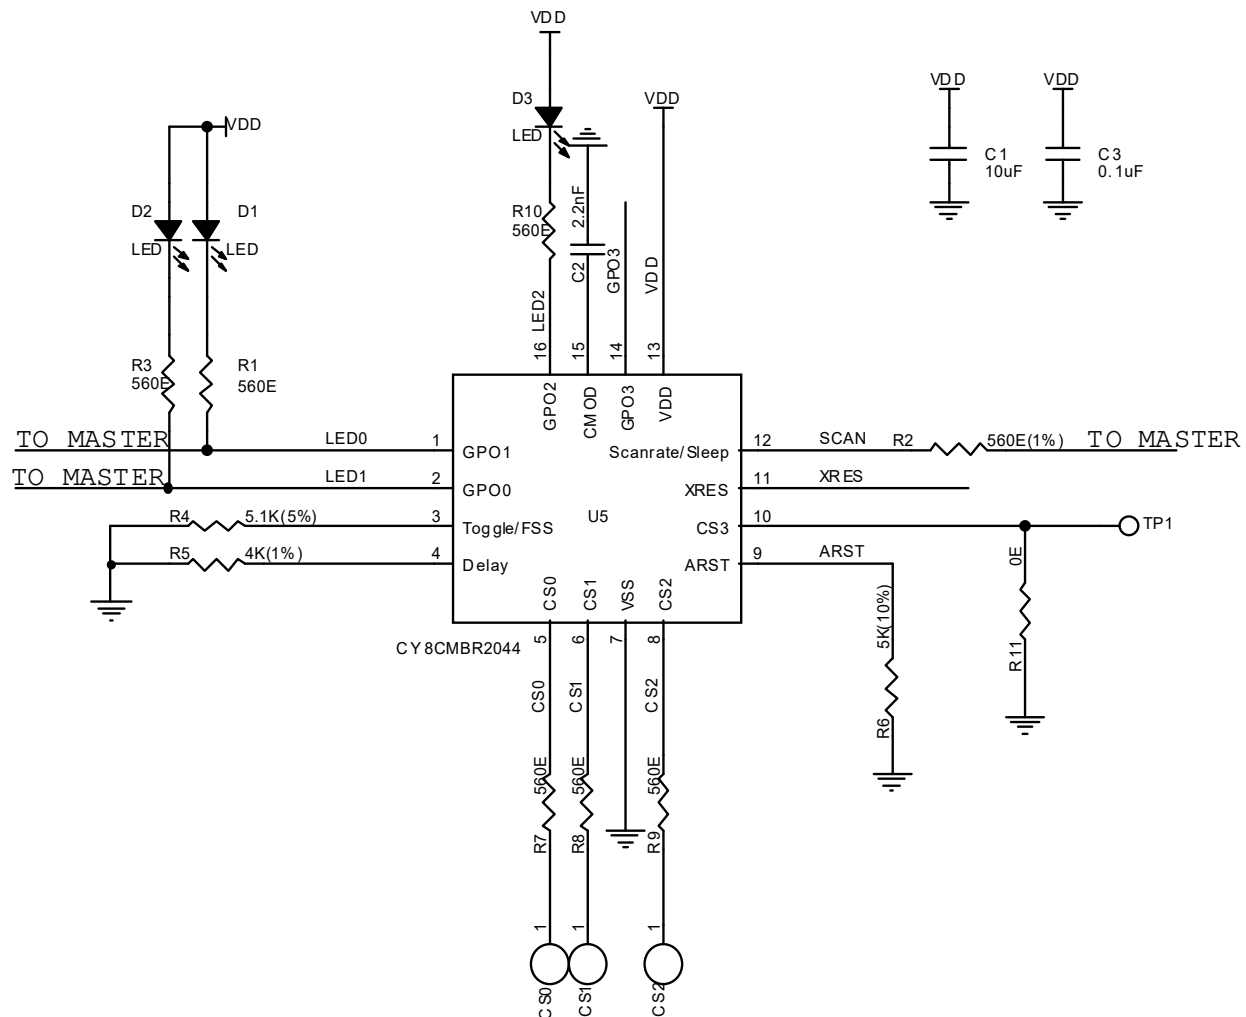 VDD
D3
LED
VDD
VDD
VDD
C1
10uF
C3
0.1uF
VDD
D2
D1
LED
LED
R10
560E
2.2nF
C2
GPO3
VDD
LED2
R3
560E
R1
560E
16
15
14
13
GPO2
CMOD
GPO3
VDD
TO MASTER
LED0
1
GPO1
Scanrate/Sleep
12
SCAN
R2
560E(1%)
TO MASTER
TO MASTER
LED1
2
GPO0
XRES
11
XRES
R4
5.1K(5%)
3
Toggle/FSS
U5
CS3
10
TP1
R5
4K(1%)
4
Delay
ARST
9
ARST
0E
R11
CS0
CS1
VSS
CS2
5K(10%)
R6
CY8CMBR2044
5
6
7
8
CS0
CS1
CS2
560E
560E
560E
R7
R8
R9
1
1
1
CS0
CS1
CS2